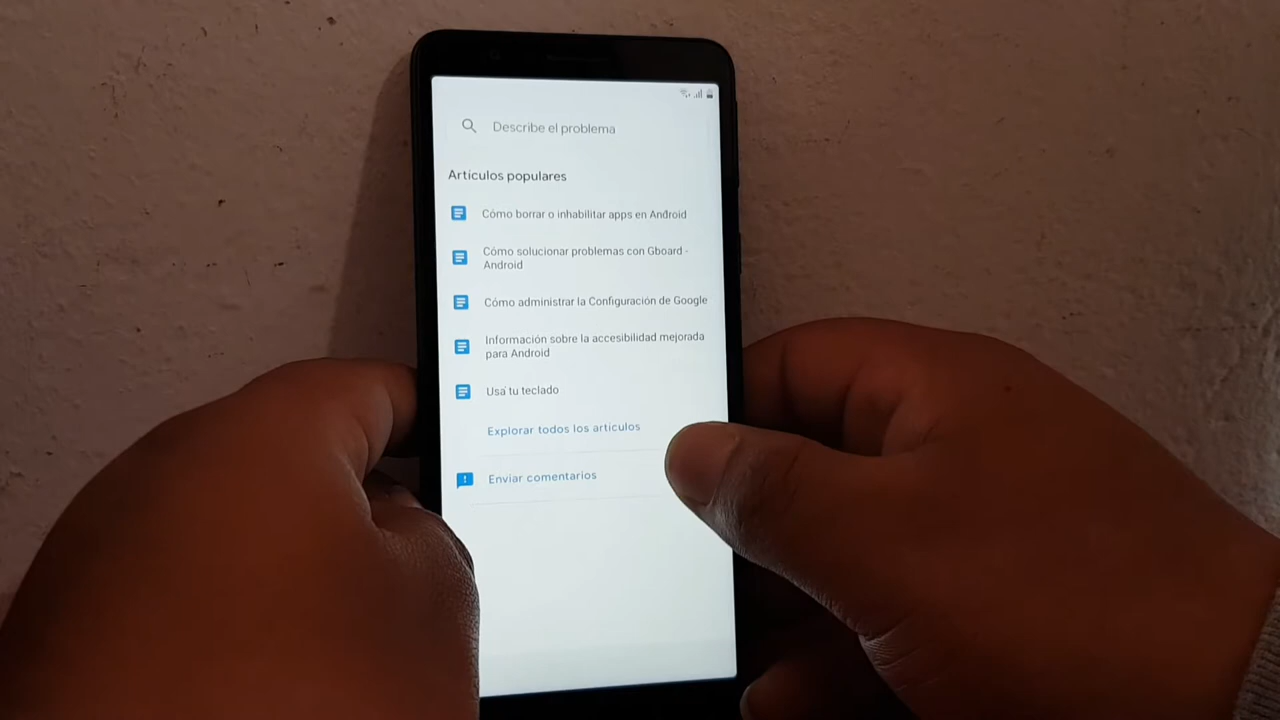 Describe el problema
Artículos populares
Cómo borrar o inhabilitar apps en Android
Cómo solucionar problemas con Gboard -
Android
Cómo administrar la Configuración de Google
Información sobre la accesibilidad mejorada
para Android
Usa tu teclado
Explorar todos los artículos
Enviar comentarios